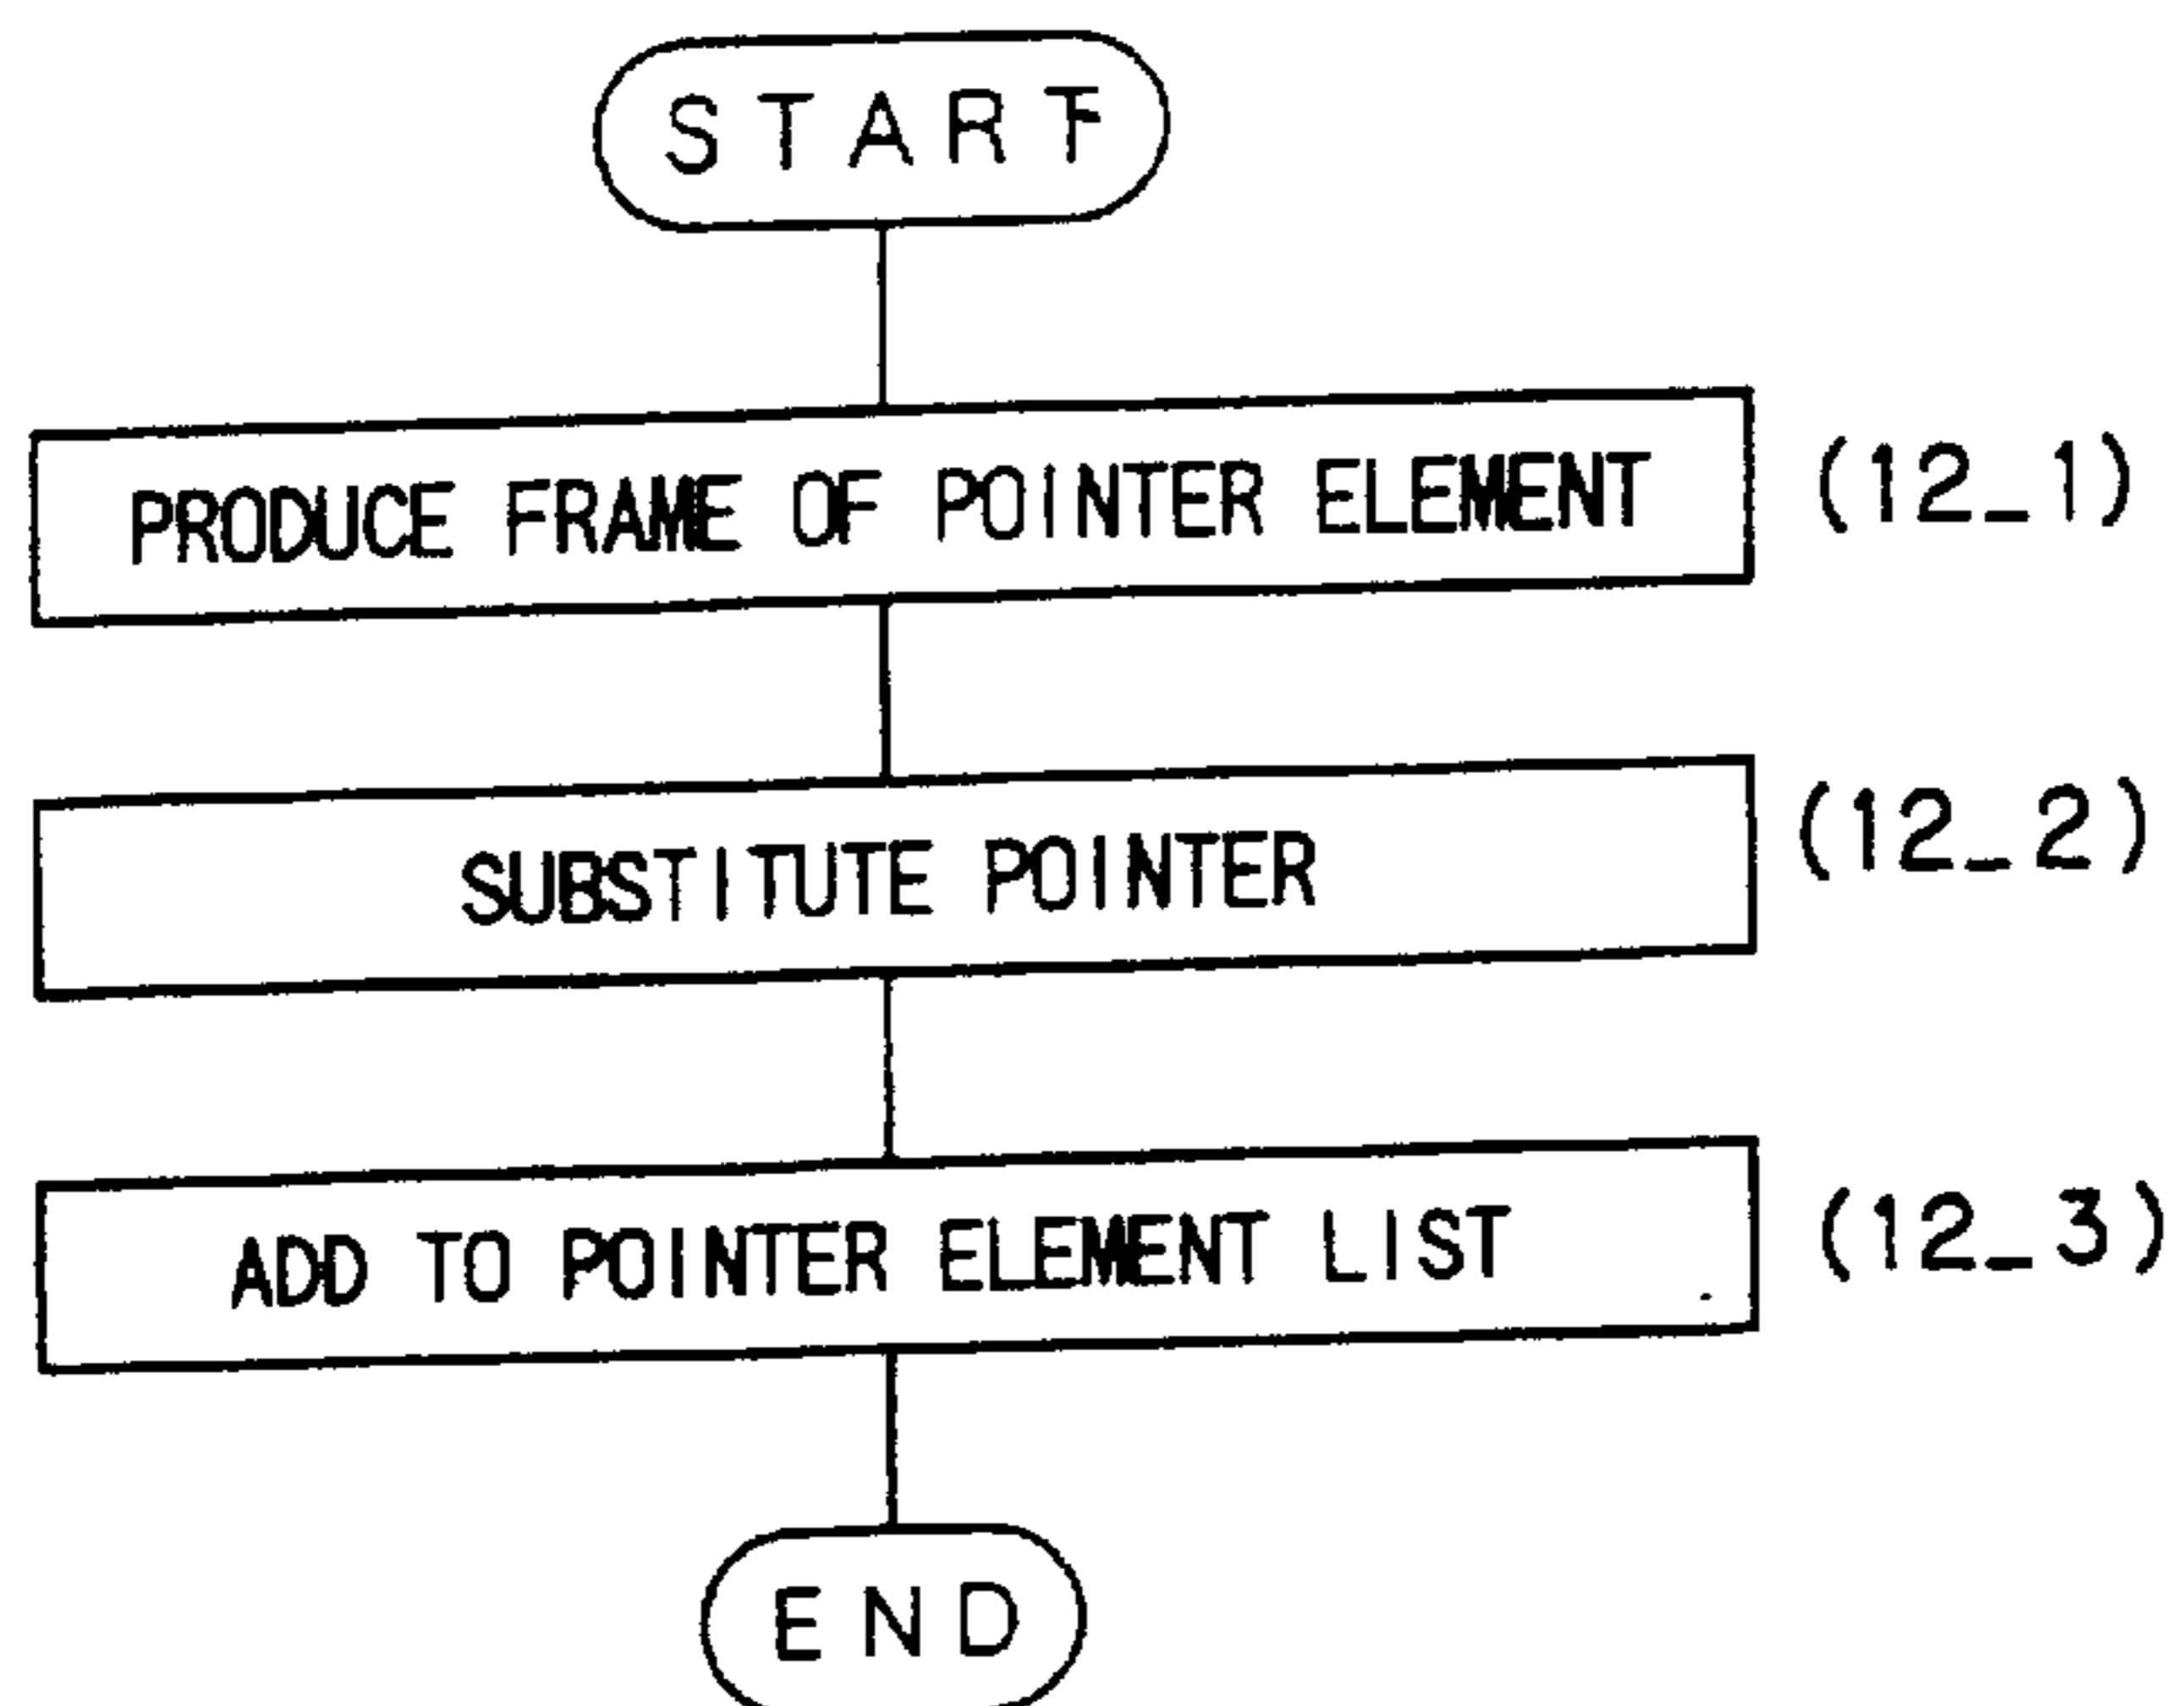 START
PRODUCE FRAME OF POINTER ELEMENT (12_1)
SUBSTITUTE POINTER (12_2)
ADD TO POINTER ELEMENT LIST (12_3)
END